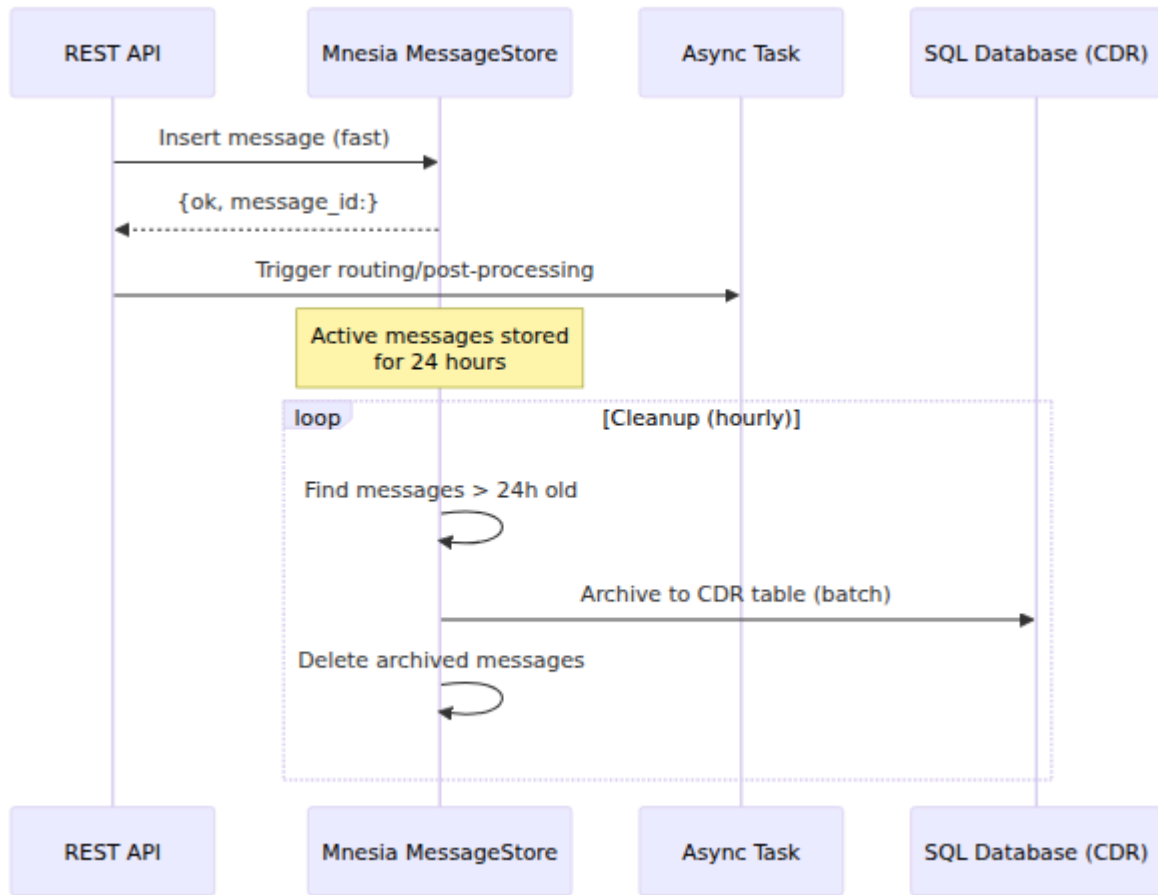 REST API
Mnesia MessageStore
Async Task
SQL Database (CDR)
Insert message (fast)
{ok, message_id:}
Trigger routing/post-processing
Active messages stored
for 24 hours
loop
[Cleanup (hourly)]
Find messages > 24h old
Archive to CDR table (batch)
Delete archived messages
REST API
Mnesia MessageStore
Async Task
SQL Database (CDR)